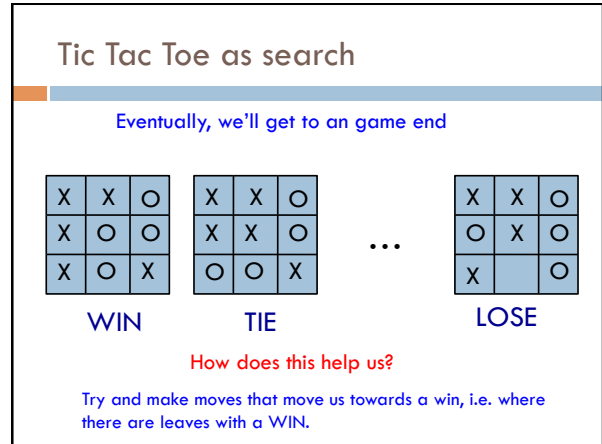 Tic Tac Toe as search
Eventually, we'll get to an game end
X X O X X O X X O
X O O X X O ... O X O
X O X O O X X O
WIN TIE LOSE
How does this help us?
Try and make moves that move us towards a win, i.e. where
there are leaves with a WIN.